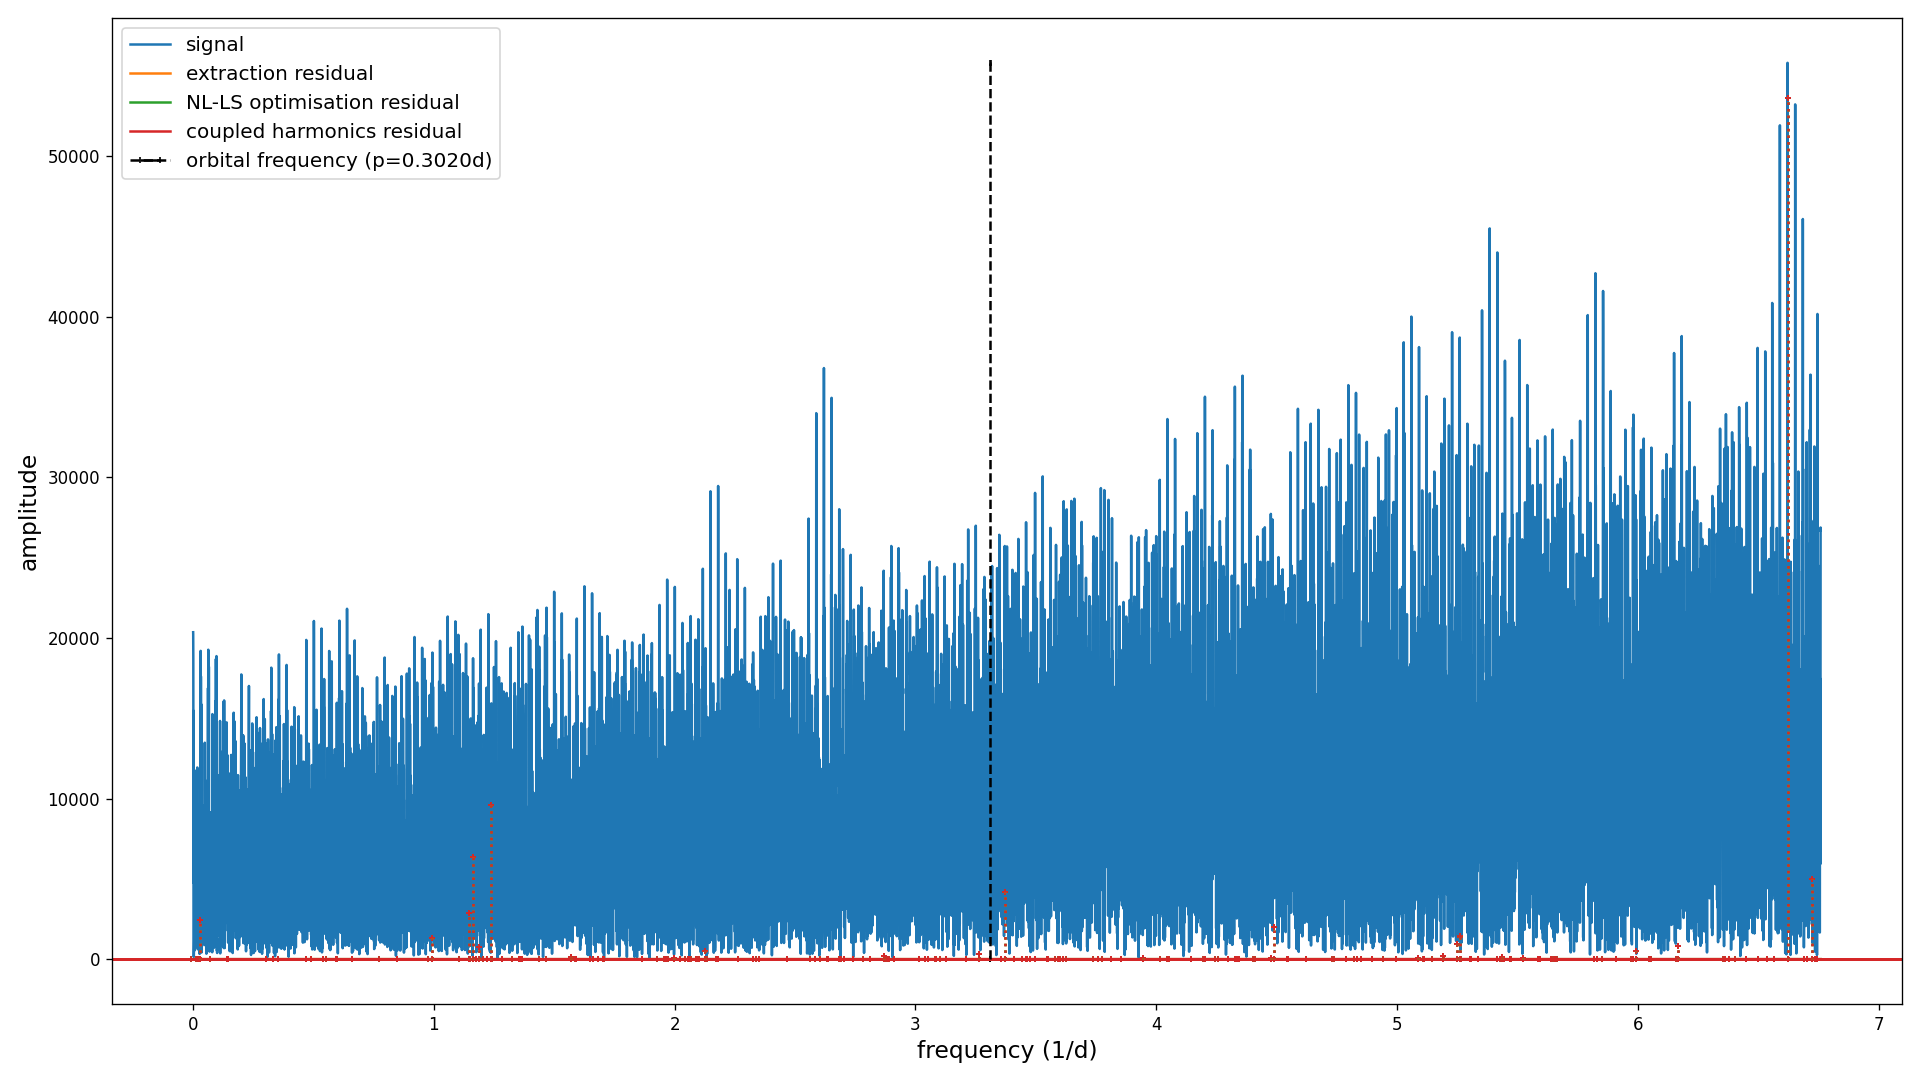 signal
extraction residual
NL-LS optimisation residual
coupled harmonics residual
orbital frequency (p=0.3020d)
amplitude
50000
40000
30000
20000
10000
0
0 1 2 3 4 5 6 7
frequency (1/d)